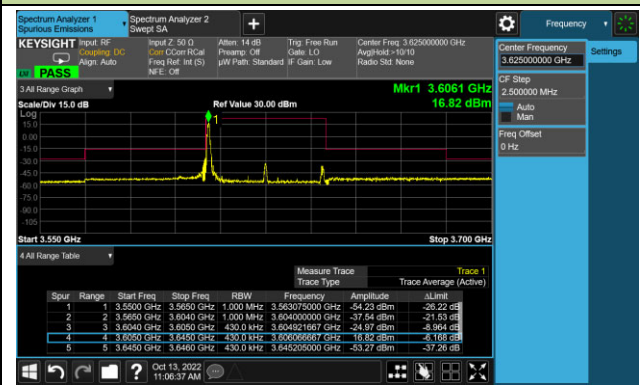 Spectrum Analyzer 1
Spurious Emissions
Spectrum Analyzer 2
Swept SA
+
Frequency
KEYSIGHT
Input: RF
Coupling: DC
Align: Auto
Input Z: 50 Ω
Corr CCorr RCal
Freq Ref: Int (S)
NFE: Off
Atten: 14 dB
Preamp: Off
µW Path: Standard
Trig: Free Run
Gate: LO
IF Gain: Low
Center Freq: 3.625000000 GHz
Avg|Hold:>10/10
Radio Std: None
PASS
3 All Range Graph
Mkr1 3.6061 GHz
16.82 dBm
Scale/Div 15.0 dB
Ref Value 30.00 dBm
Log
15.0
0.00
-15.0
-30.0
-45.0
-60.0
-75.0
-90.0
-105
1
Start 3.550 GHz
Stop 3.700 GHz
4 All Range Table
Measure Trace Trace 1
Trace Type Trace Average (Active)
Spur Range Start Freq Stop Freq RBW Frequency Amplitude ΔLimit
1 1 3.5500 GHz 3.5650 GHz 1.000 MHz 3.563075000 GHz -54.23 dBm -26.22 dB
2 2 3.5650 GHz 3.6040 GHz 1.000 MHz 3.604000000 GHz -37.54 dBm -21.53 dB
3 3 3.6040 GHz 3.6050 GHz 430.0 kHz 3.604921667 GHz -24.97 dBm -8.964 dB
4 4 3.6050 GHz 3.6450 GHz 430.0 kHz 3.606066667 GHz 16.82 dBm -6.168 dB
5 5 3.6450 GHz 3.6460 GHz 430.0 kHz 3.645205000 GHz -53.27 dBm -37.26 dB
Center Frequency
3.625000000 GHz
Settings
CF Step
2.500000 MHz
Auto
Man
Freq Offset
0 Hz
?
Oct 13, 2022
11:06:37 AM